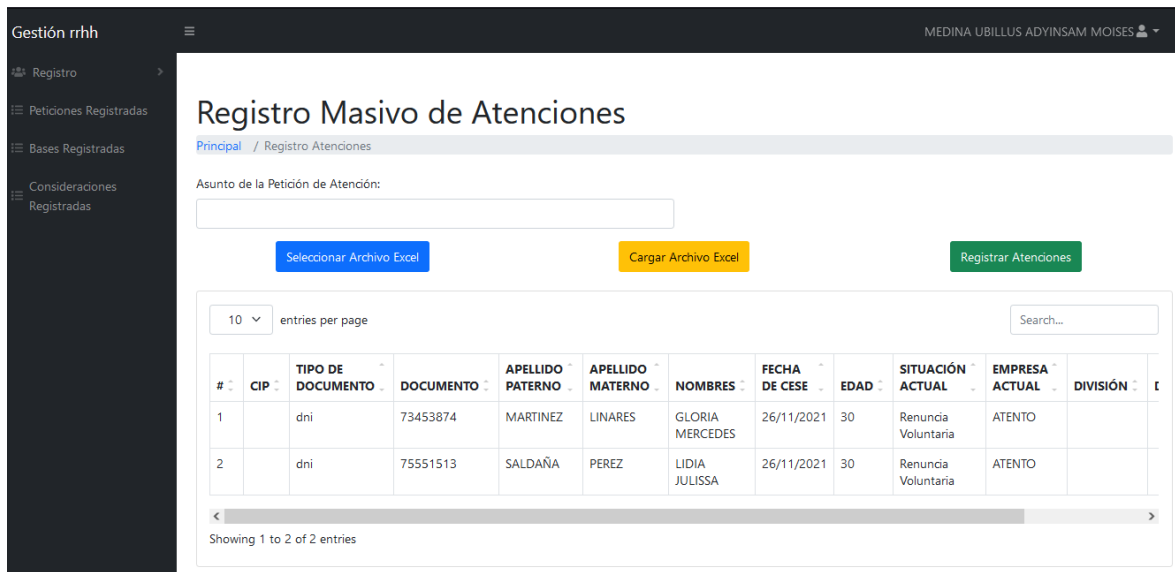 Gestión rrhh
MEDINA UBILLUS ADYINSAM MOISES
Registro
Peticiones Registradas
Bases Registradas
Consideraciones
Registradas
Registro Masivo de Atenciones
Principal / Registro Atenciones
Asunto de la Petición de Atención:
Seleccionar Archivo Excel Cargar Archivo Excel Registrar Atenciones
10 entries per page Search...
# CIP TIPO DE DOCUMENTO DOCUMENTO APELLIDO PATERNO APELLIDO MATERNO NOMBRES FECHA DE CESE EDAD SITUACIÓN ACTUAL EMPRESA ACTUAL DIVISIÓN
1 dni 73453874 MARTINEZ LINARES GLORIA MERCEDES 26/11/2021 30 Renuncia Voluntaria ATENTO
2 dni 75551513 SALDAÑA PEREZ LIDIA JULISSA 26/11/2021 30 Renuncia Voluntaria ATENTO
Showing 1 to 2 of 2 entries